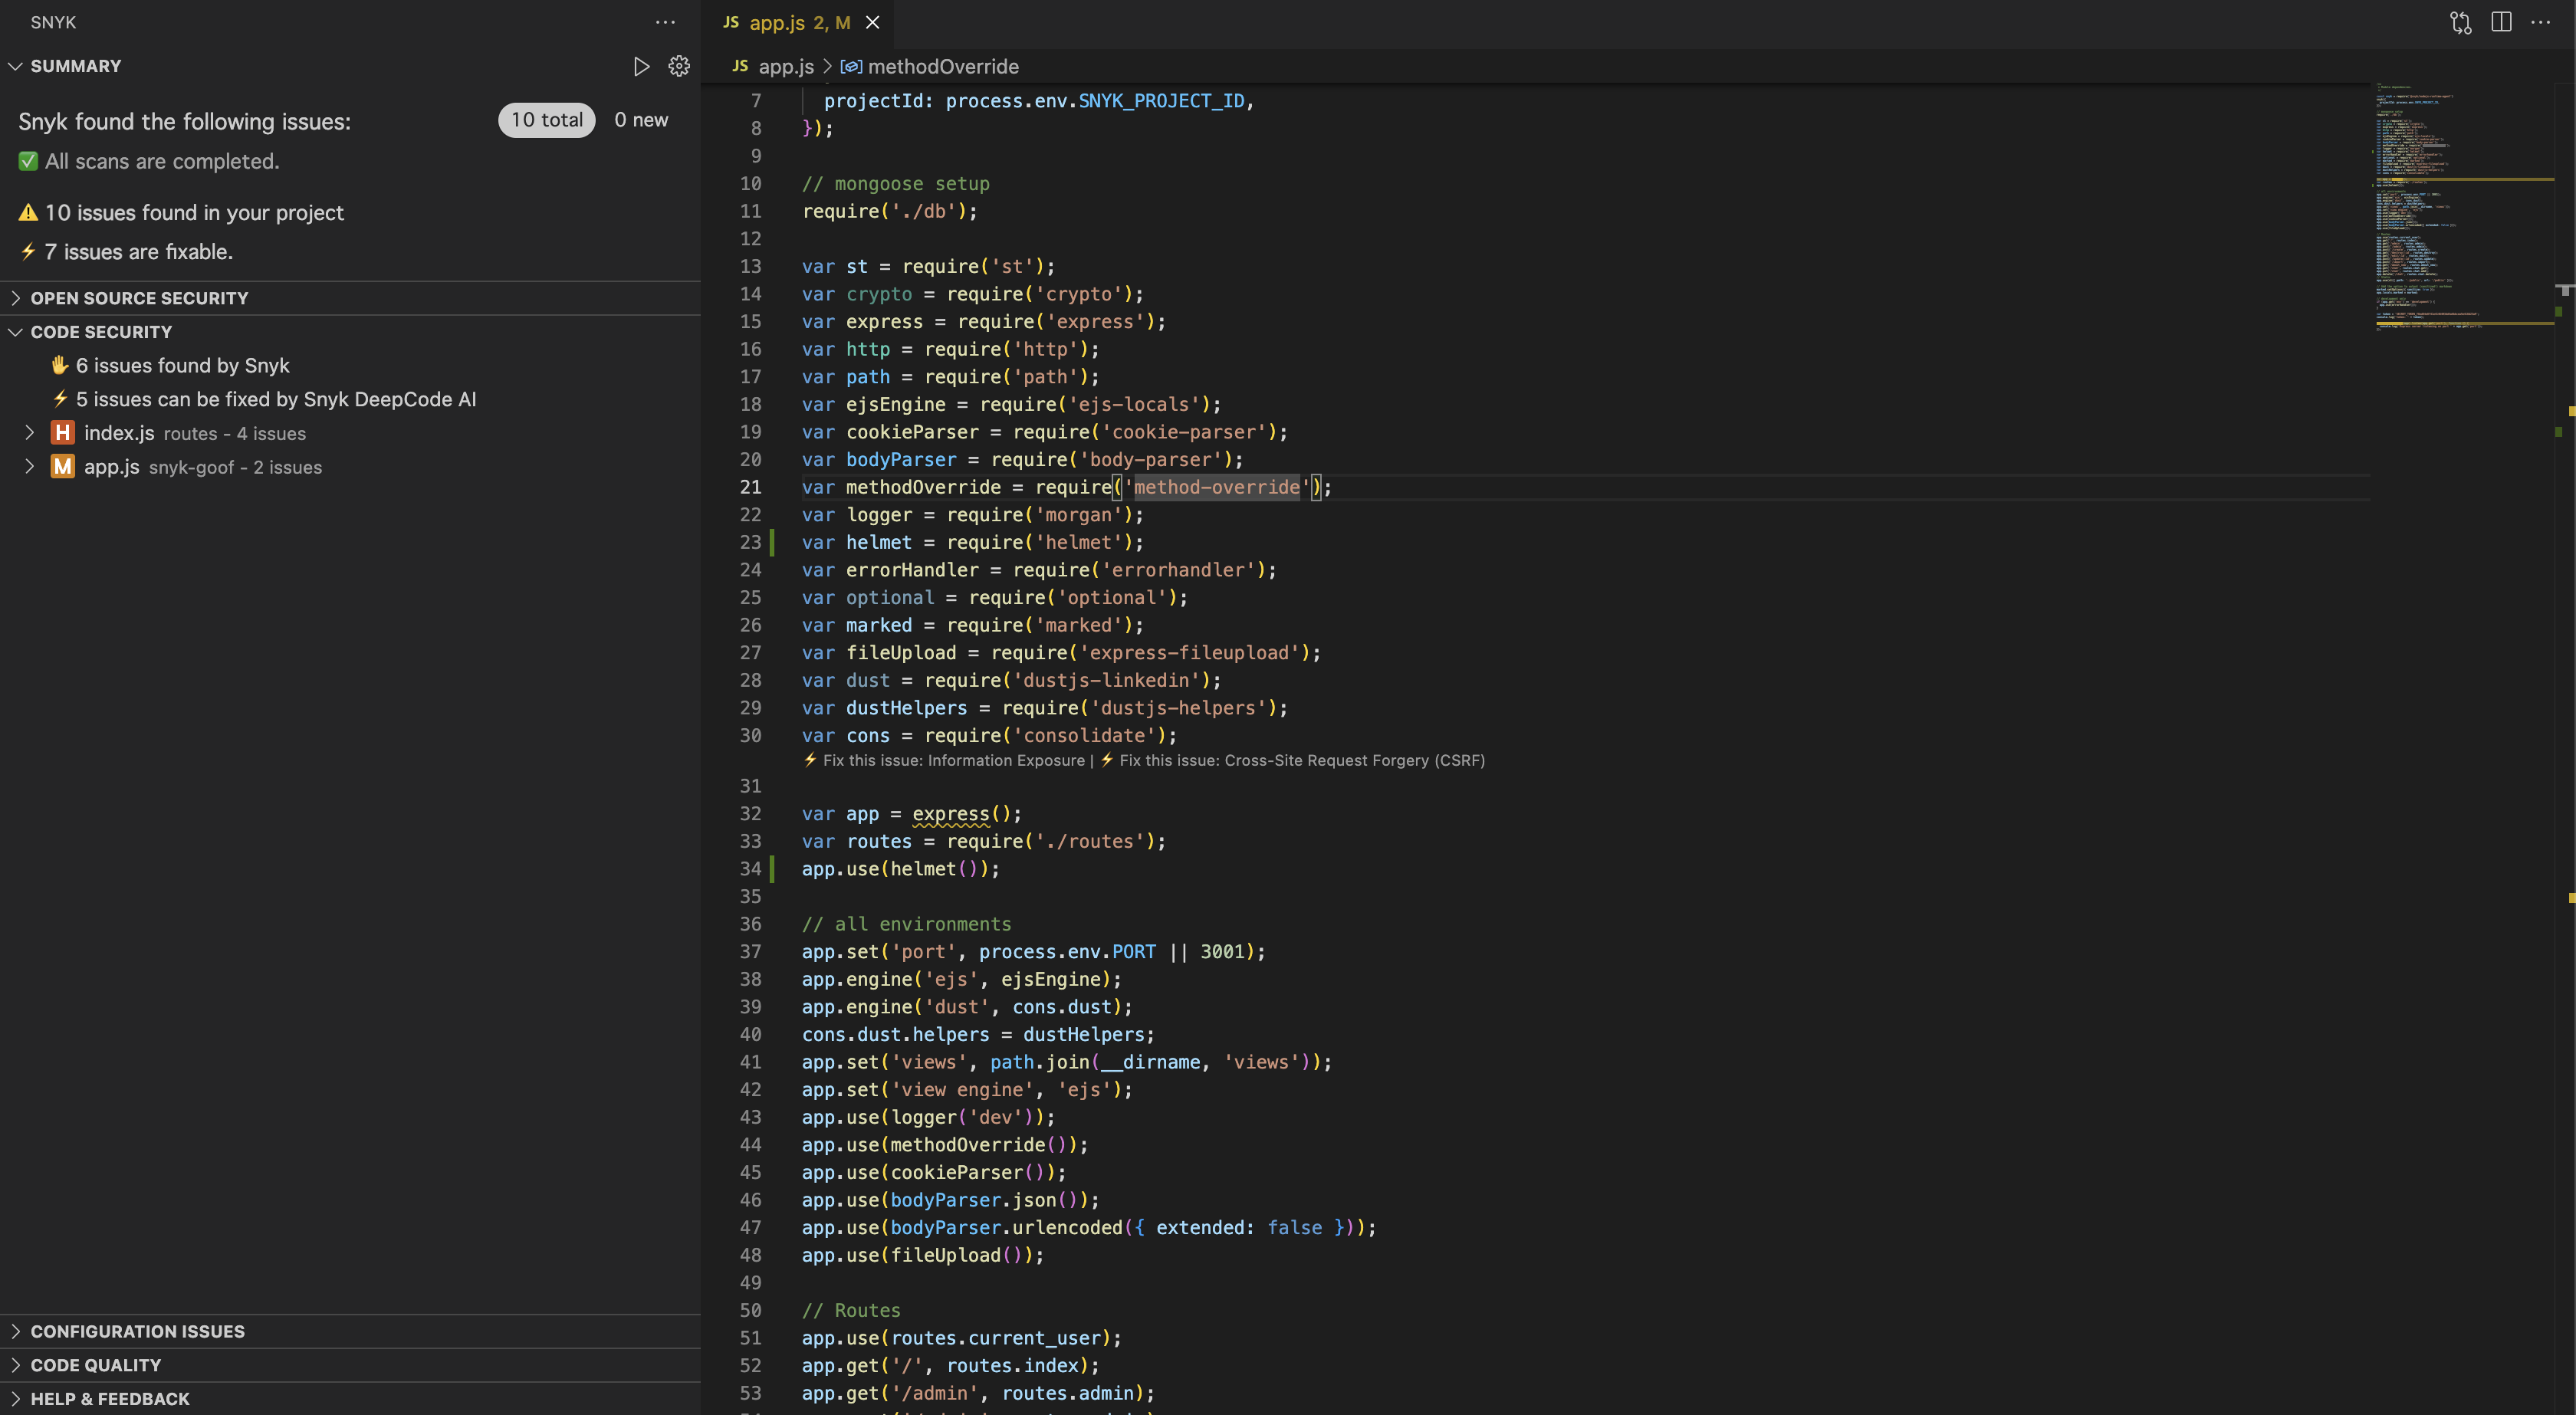 SNYK
SUMMARY
Snyk found the following issues:
10 total
0 new
All scans are completed.
10 issues found in your project
7 issues are fixable.
OPEN SOURCE SECURITY
CODE SECURITY
6 issues found by Snyk
5 issues can be fixed by Snyk DeepCode AI
H index.js routes - 4 issues
M app.js snyk-goof - 2 issues
CONFIGURATION ISSUES
CODE QUALITY
HELP & FEEDBACK
JS app.js 2, M
JS app.js > methodOverride
7 projectId: process.env.SNYK_PROJECT_ID,
8 });
9
10 // mongoose setup
11 require('./db');
12
13 var st = require('st');
14 var crypto = require('crypto');
15 var express = require('express');
16 var http = require('http');
17 var path = require('path');
18 var ejsEngine = require('ejs-locals');
19 var cookieParser = require('cookie-parser');
20 var bodyParser = require('body-parser');
21 var methodOverride = require('method-override');
22 var logger = require('morgan');
23 var helmet = require('helmet');
24 var errorHandler = require('errorhandler');
25 var optional = require('optional');
26 var marked = require('marked');
27 var fileUpload = require('express-fileupload');
28 var dust = require('dustjs-linkedin');
29 var dustHelpers = require('dustjs-helpers');
30 var cons = require('consolidate');
Fix this issue: Information Exposure | Fix this issue: Cross-Site Request Forgery (CSRF)
31
32 var app = express();
33 var routes = require('./routes');
34 app.use(helmet());
35
36 // all environments
37 app.set('port', process.env.PORT || 3001);
38 app.engine('ejs', ejsEngine);
39 app.engine('dust', cons.dust);
40 cons.dust.helpers = dustHelpers;
41 app.set('views', path.join(__dirname, 'views'));
42 app.set('view engine', 'ejs');
43 app.use(logger('dev'));
44 app.use(methodOverride());
45 app.use(cookieParser());
46 app.use(bodyParser.json());
47 app.use(bodyParser.urlencoded({ extended: false }));
48 app.use(fileUpload());
49
50 // Routes
51 app.use(routes.current_user);
52 app.get('/', routes.index);
53 app.get('/admin', routes.admin);